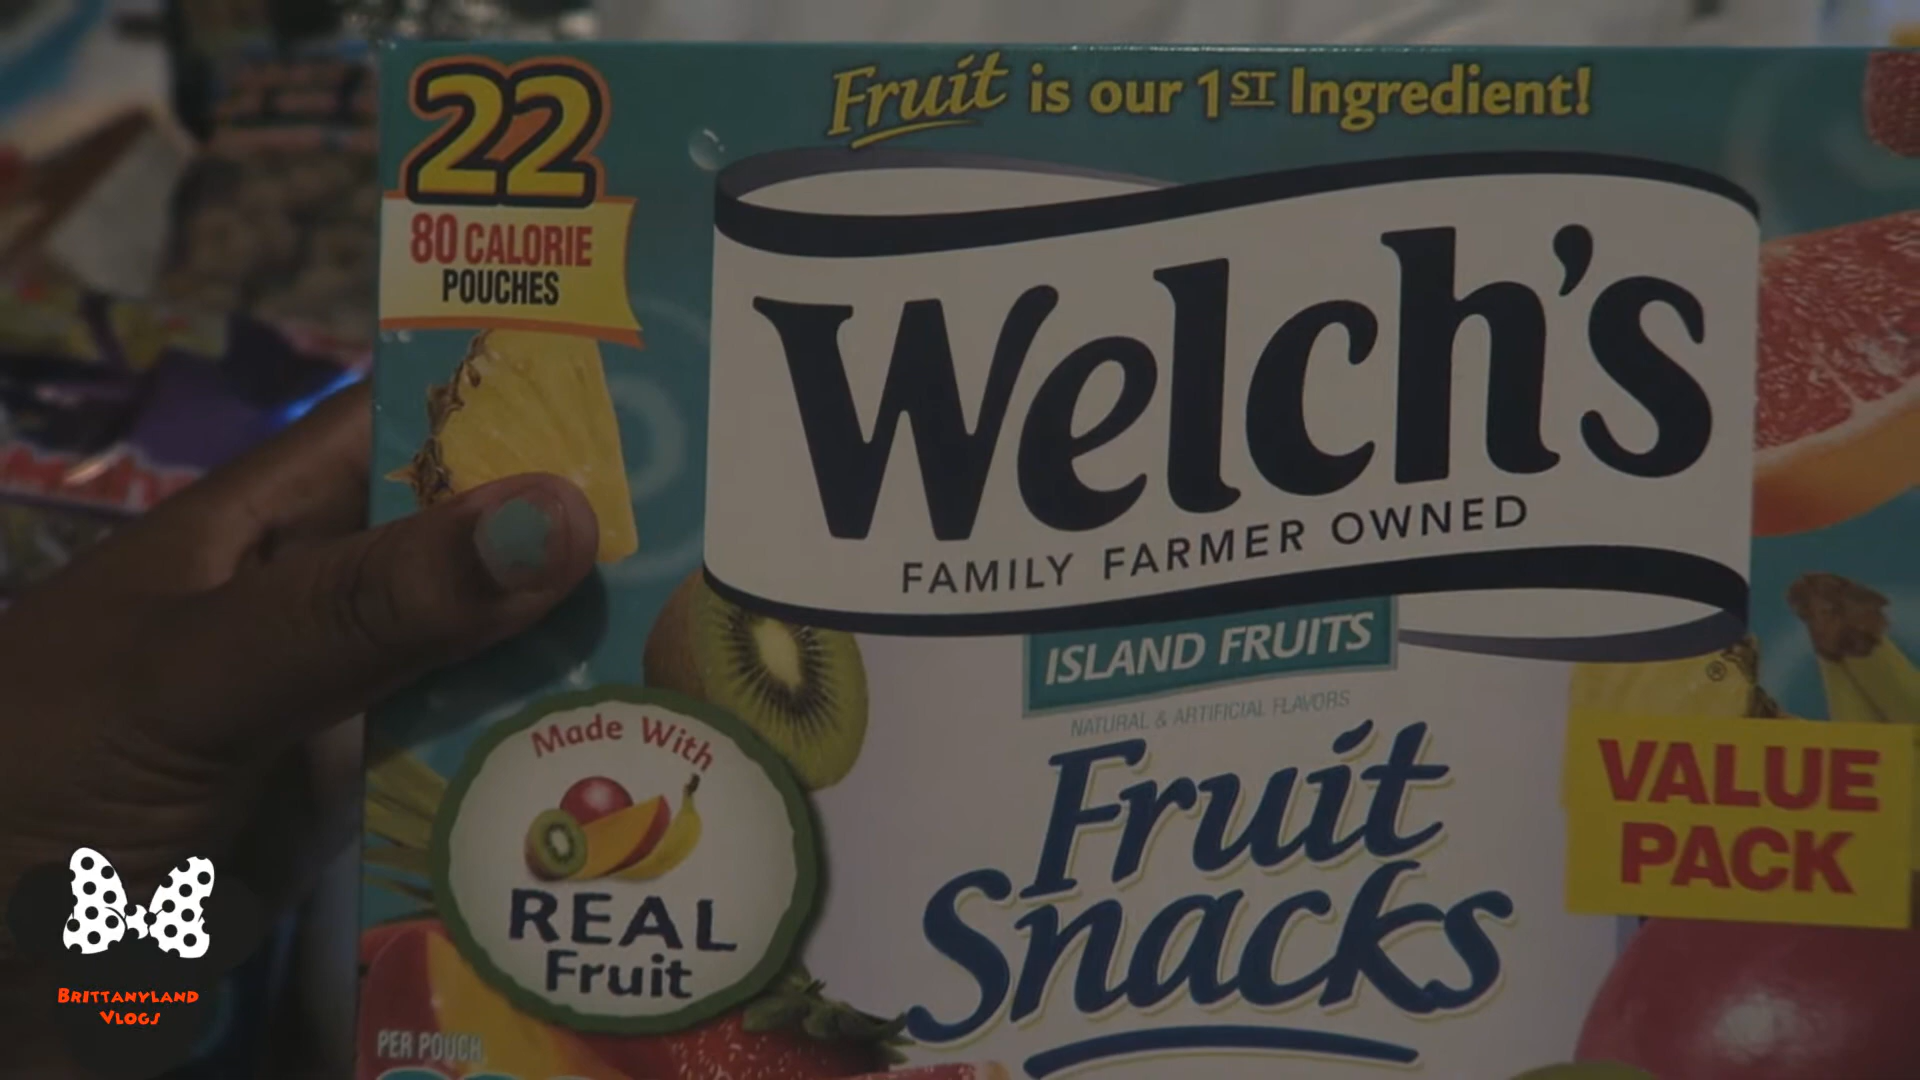 22
80 CALORIE
POUCHES
Fruit is our 1ST Ingredient!
Welch's
FAMILY FARMER OWNED
ISLAND FRUITS
NATURAL & ARTIFICIAL FLAVORS
Fruit
Snacks
®
VALUE
PACK
Made With
REAL
Fruit
PER POUCH
BRITTANYLAND
VLOGS